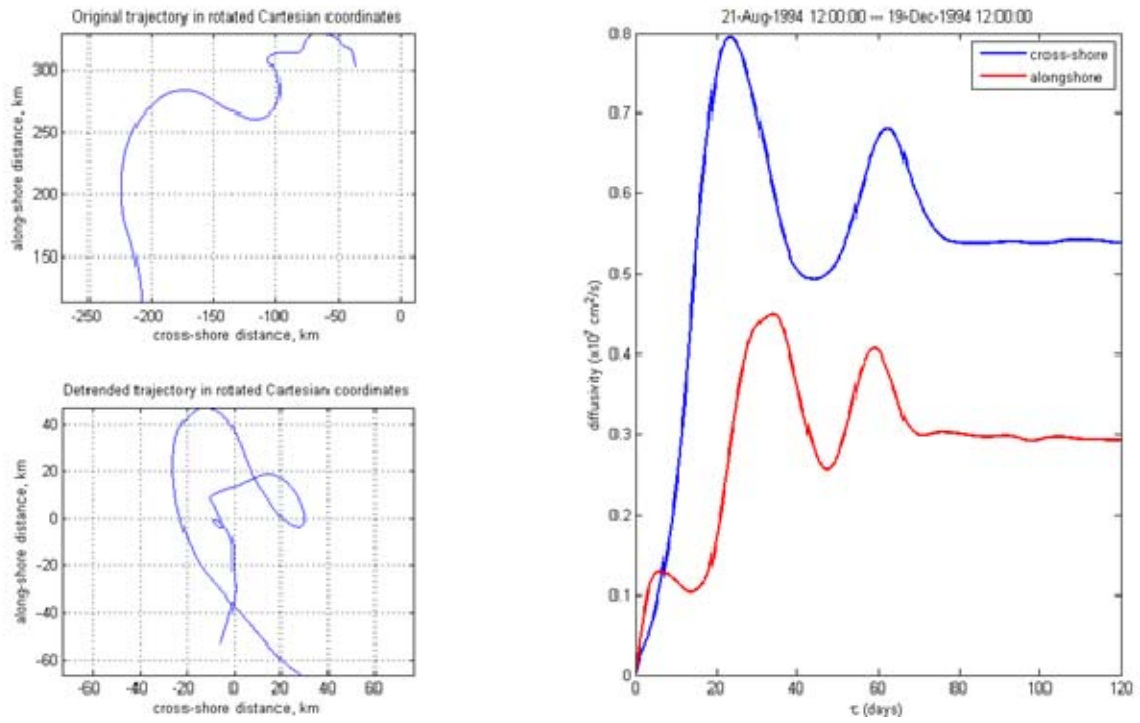 Original trajectory in rotated Cartesian coordinates
300
250
200
150
along-shore distance, km
-250 -200 -150 -100 -50 0
cross-shore distance, km
Detrended trajectory in rotated Cartesian coordinates
40
20
0
-20
-40
-60
along-shore distance, km
-60 -40 -20 0 20 40 60
cross-shore distance, km
21-Aug-1994 12:00:00 --- 19-Dec-1994 12:00:00
cross-shore
alongshore
0.8
0.7
0.6
0.5
0.4
0.3
0.2
0.1
0
diffusivity (x10⁷ cm²/s)
0 20 40 60 80 100 120
τ (days)